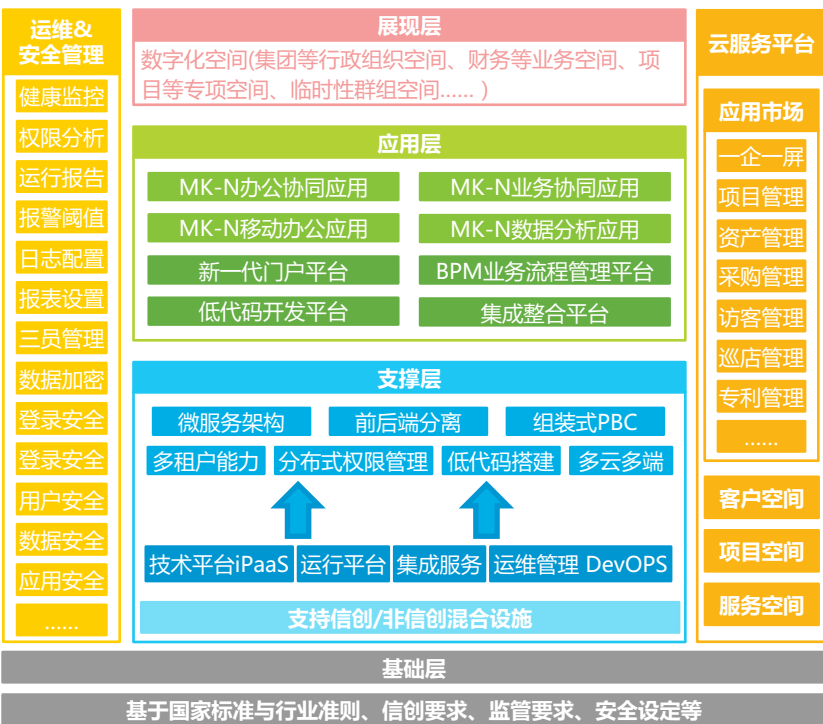 运维&
安全管理
健康监控
权限分析
运行报告
报警阈值
日志配置
报表设置
三员管理
数据加密
登录安全
登录安全
用户安全
数据安全
应用安全
......
展现层
数字化空间(集团等行政组织空间、财务等业务空间、项
目等专项空间、临时性群组空间...... )
应用层
MK-N办公协同应用
MK-N业务协同应用
MK-N移动办公应用
MK-N数据分析应用
新一代门户平台
BPM业务流程管理平台
低代码开发平台
集成整合平台
支撑层
微服务架构
前后端分离
组装式PBC
多租户能力
分布式权限管理
低代码搭建
多云多端
技术平台iPaaS
运行平台
集成服务
运维管理 DevOPS
支持信创/非信创混合设施
云服务平台
应用市场
一企一屏
项目管理
资产管理
采购管理
访客管理
巡店管理
专利管理
......
客户空间
项目空间
服务空间
基础层
基于国家标准与行业准则、信创要求、监管要求、安全设定等